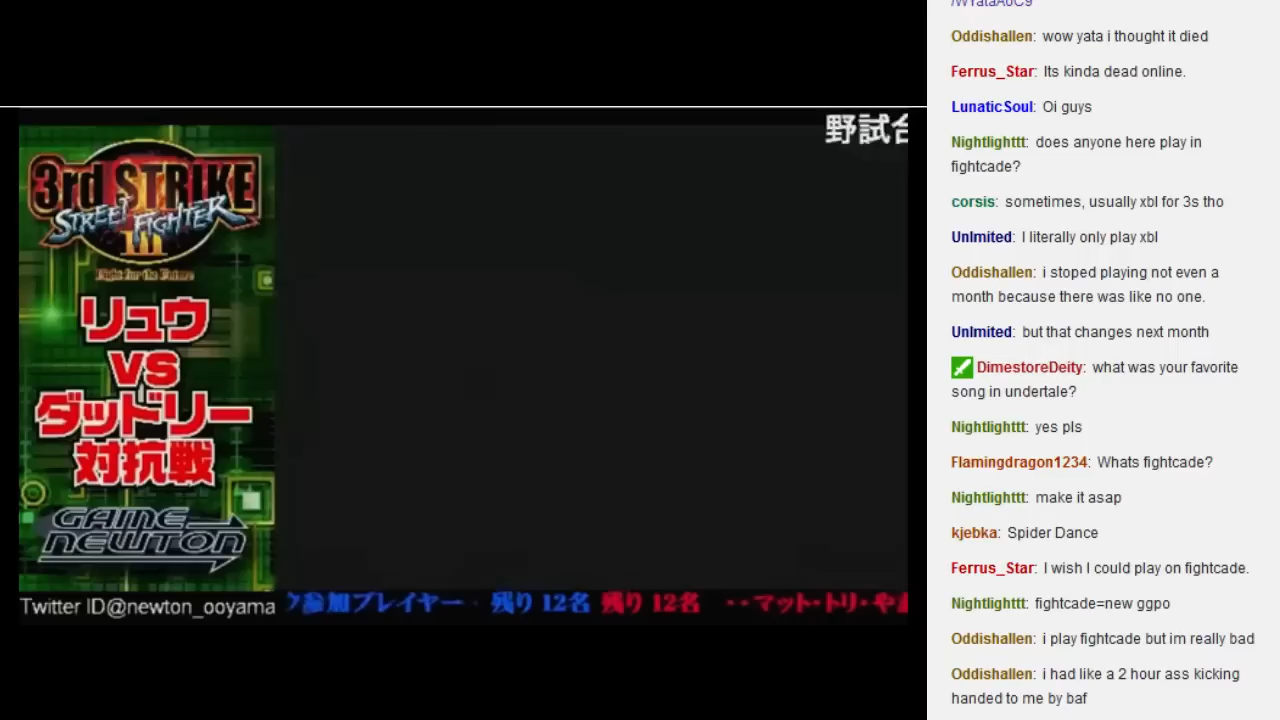 野試合
3rd STRIKE
STREET FIGHTER
III
Fight for the Future
リュウ
vs
ダッドリー
対抗戦
GAME
NEWTON
Twitter ID@newton_ooyama
ク参加プレイヤー 残り 12名 残り 12名 ・・マット・トリ・やま
Oddishallen: wow yata i thought it died
Ferrus_Star: Its kinda dead online.
LunaticSoul: Oi guys
Nightlighttt: does anyone here play in
fightcade?
corsis: sometimes, usually xbl for 3s tho
Unlmited: I literally only play xbl
Oddishallen: i stoped playing not even a
month because there was like no one.
Unlmited: but that changes next month
DimestoreDeity: what was your favorite
song in undertale?
Nightlighttt: yes pls
Flamingdragon1234: Whats fightcade?
Nightlighttt: make it asap
kjebka: Spider Dance
Ferrus_Star: I wish I could play on fightcade.
Nightlighttt: fightcade=new ggpo
Oddishallen: i play fightcade but im really bad
Oddishallen: i had like a 2 hour ass kicking
handed to me by baf